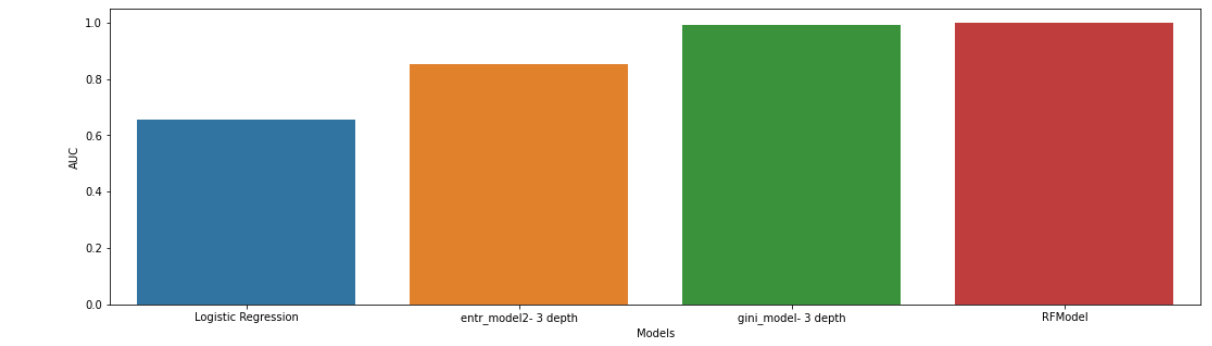 1.0
0.8
0.6
0.4
0.2
0.0
AUC
Logistic Regression
entr_model2- 3 depth
gini_model- 3 depth
RFModel
Models